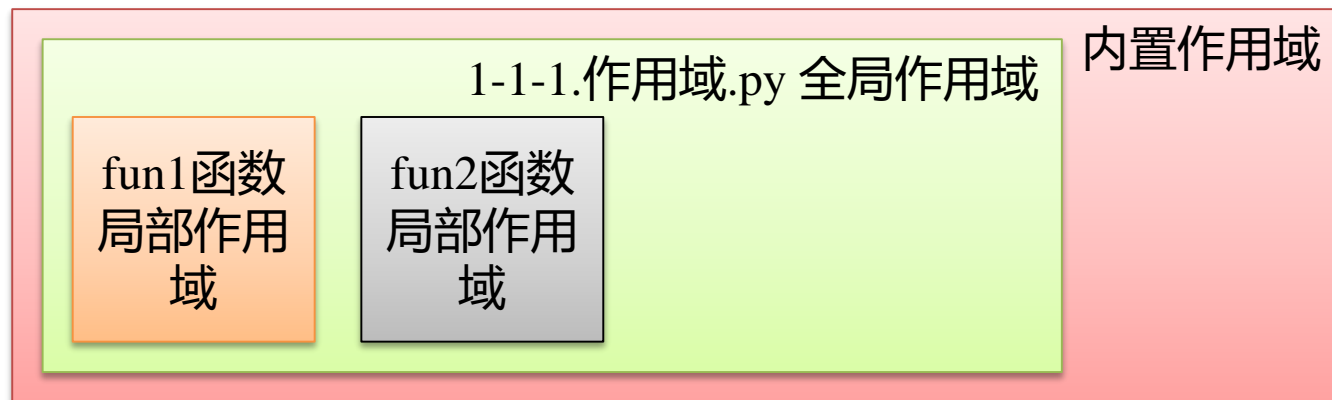 内置作用域
1-1-1.作用域.py 全局作用域
fun1函数
局部作用
域
fun2函数
局部作用
域